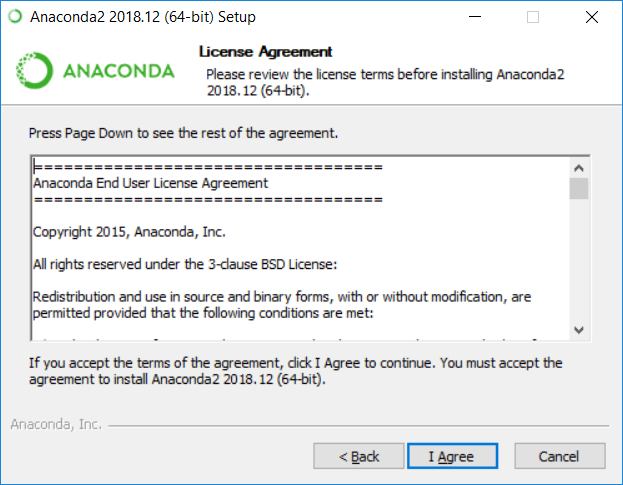 Anaconda2 2018.12 (64-bit) Setup
ANACONDA
License Agreement
Please review the license terms before installing Anaconda2
2018.12 (64-bit).
Press Page Down to see the rest of the agreement.
===================================
Anaconda End User License Agreement
===================================
Copyright 2015, Anaconda, Inc.
All rights reserved under the 3-clause BSD License:
Redistribution and use in source and binary forms, with or without modification, are
permitted provided that the following conditions are met:
If you accept the terms of the agreement, click I Agree to continue. You must accept the
agreement to install Anaconda2 2018.12 (64-bit).
Anaconda, Inc.
< Back
I Agree
Cancel